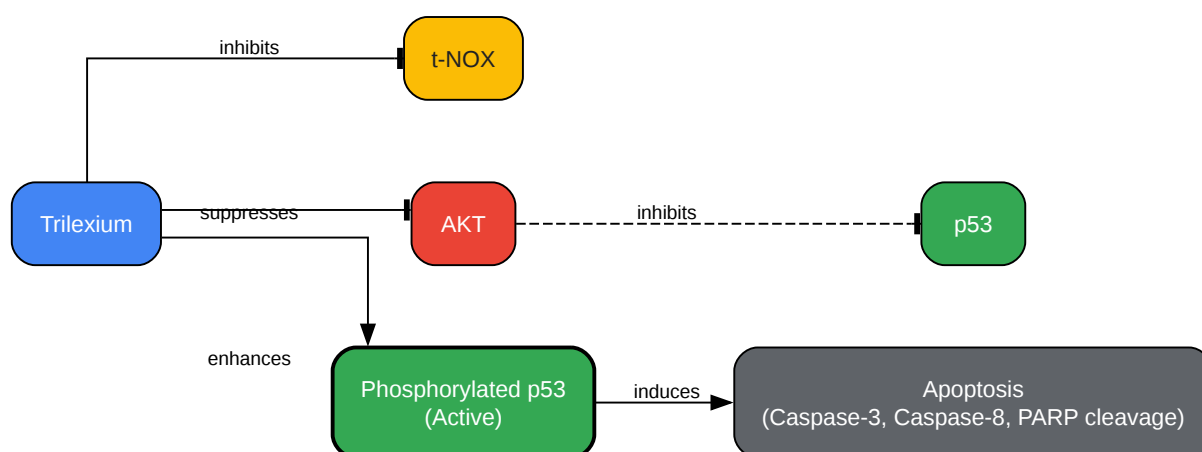 inhibits
t-NOX
Trilexium
suppresses
AKT
inhibits
p53
enhances
Phosphorylated p53
(Active)
induces
Apoptosis
(Caspase-3, Caspase-8, PARP cleavage)